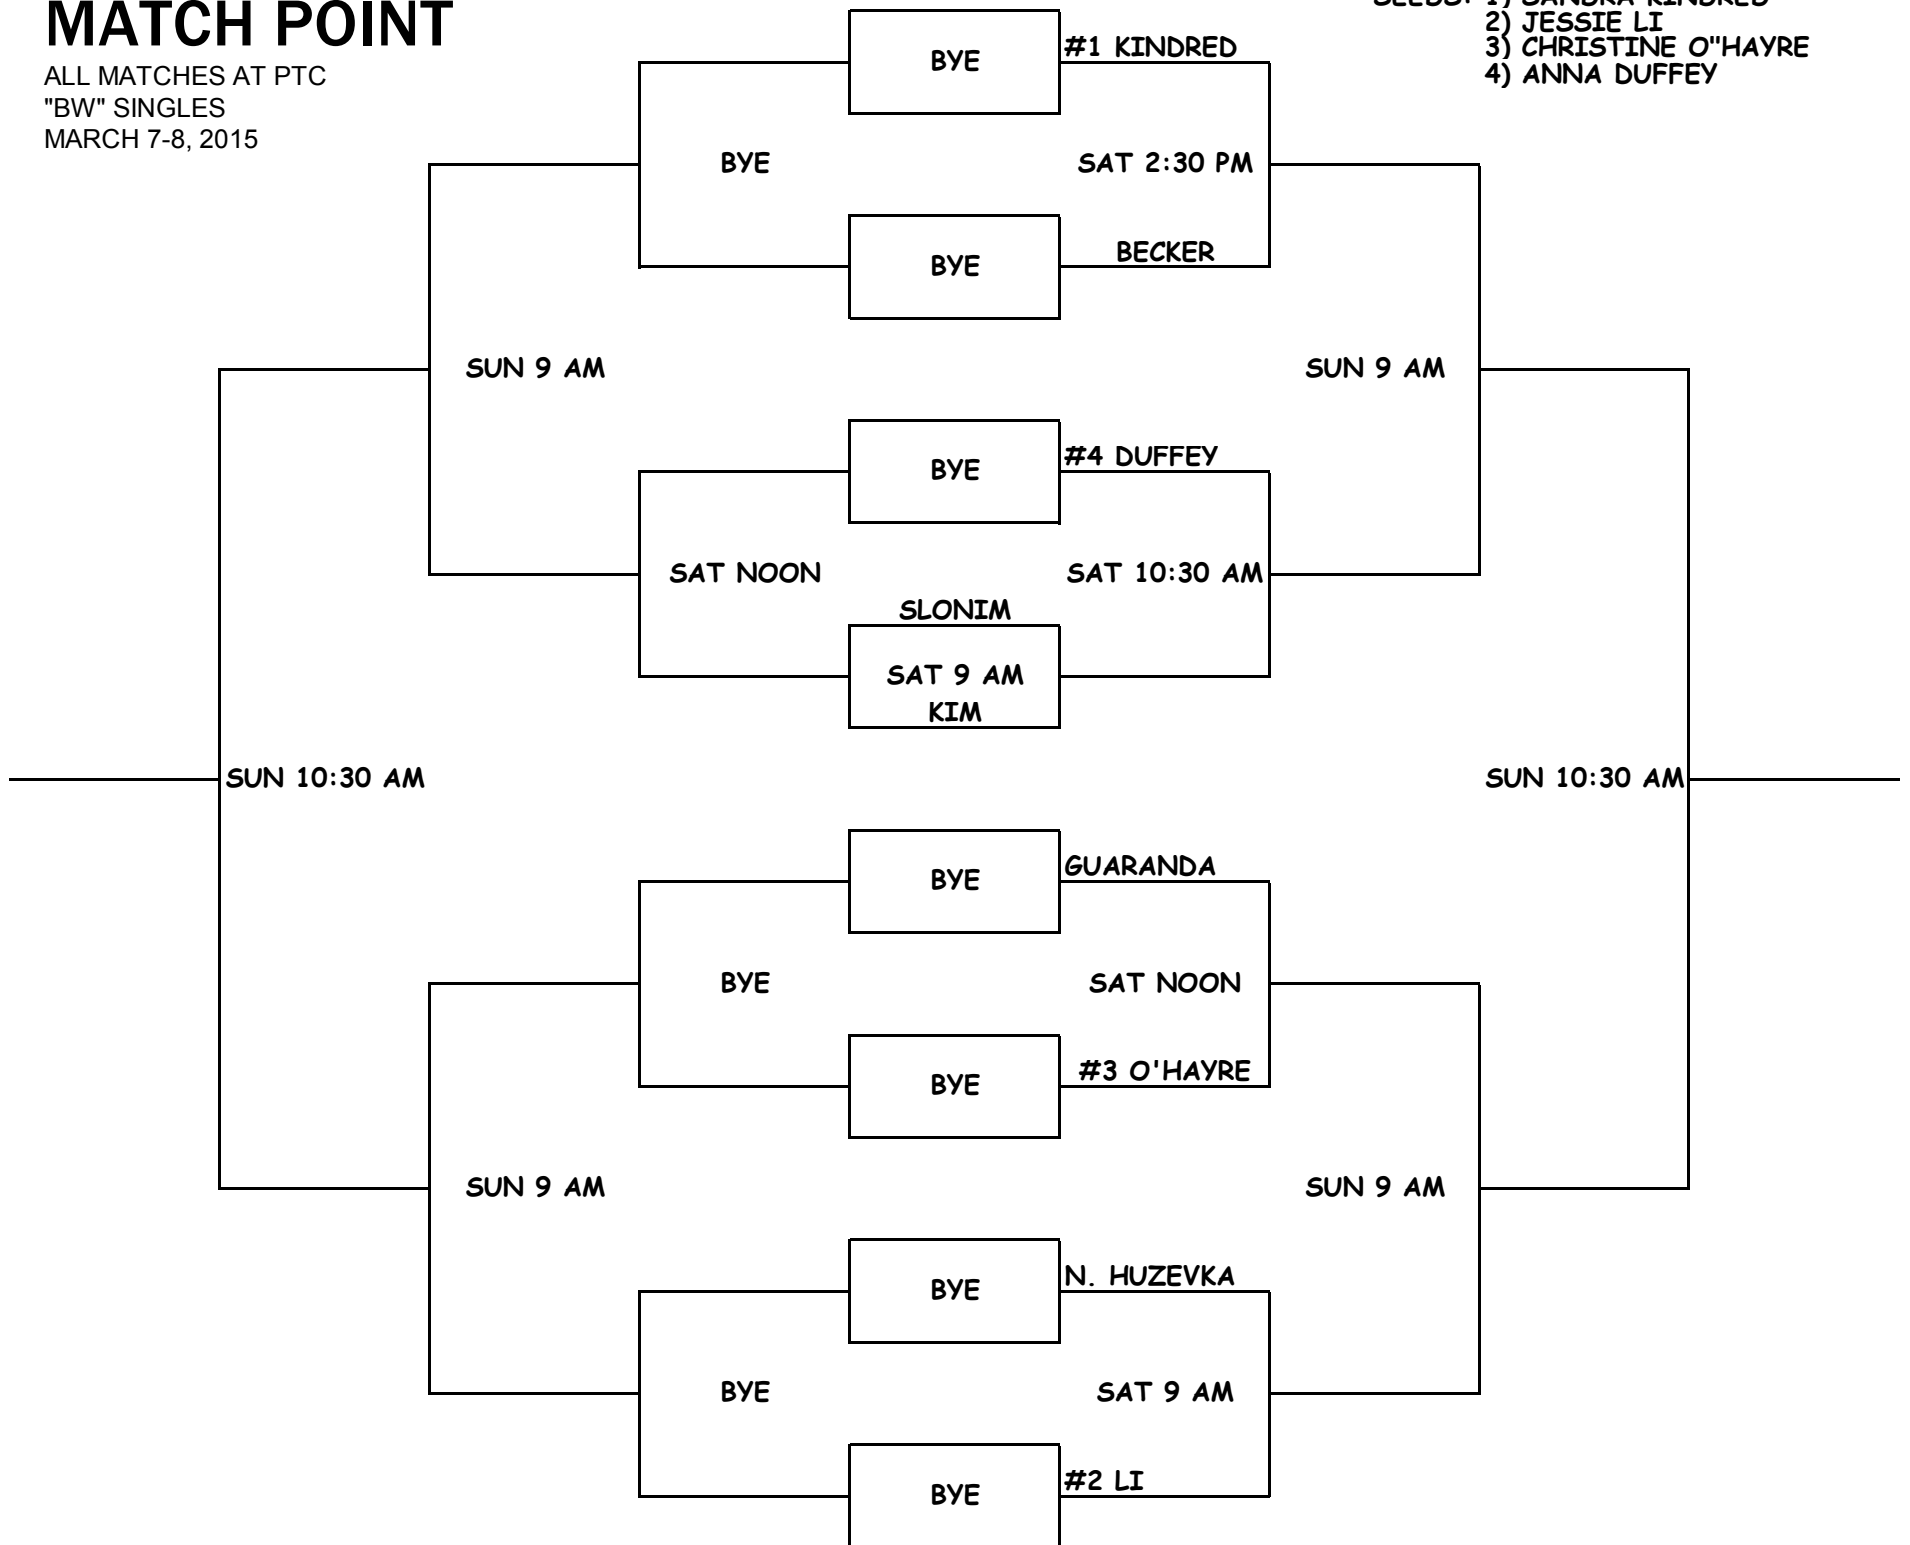 MATCH POINT
ALL MATCHES AT PTC
"BW" SINGLES
MARCH 7-8, 2015
SEEDS: 1) SANDRA KINDRED
2) JESSIE LI
3) CHRISTINE O"HAYRE
4) ANNA DUFFEY
BYE
#1 KINDRED
BYE
SAT 2:30 PM
BYE
BECKER
SUN 9 AM
SUN 9 AM
BYE
#4 DUFFEY
SAT NOON
SAT 10:30 AM
SLONIM
SAT 9 AM
KIM
SUN 10:30 AM
SUN 10:30 AM
BYE
GUARANDA
BYE
SAT NOON
BYE
#3 O'HAYRE
SUN 9 AM
SUN 9 AM
BYE
N. HUZEVKA
BYE
SAT 9 AM
BYE
#2 LI